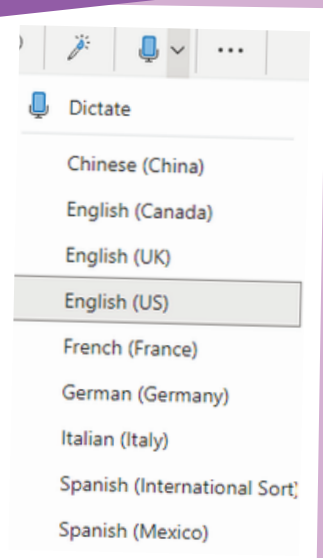 Dictate
Chinese (China)
English (Canada)
English (UK)
English (US)
French (France)
German (Germany)
Italian (Italy)
Spanish (International Sort)
Spanish (Mexico)